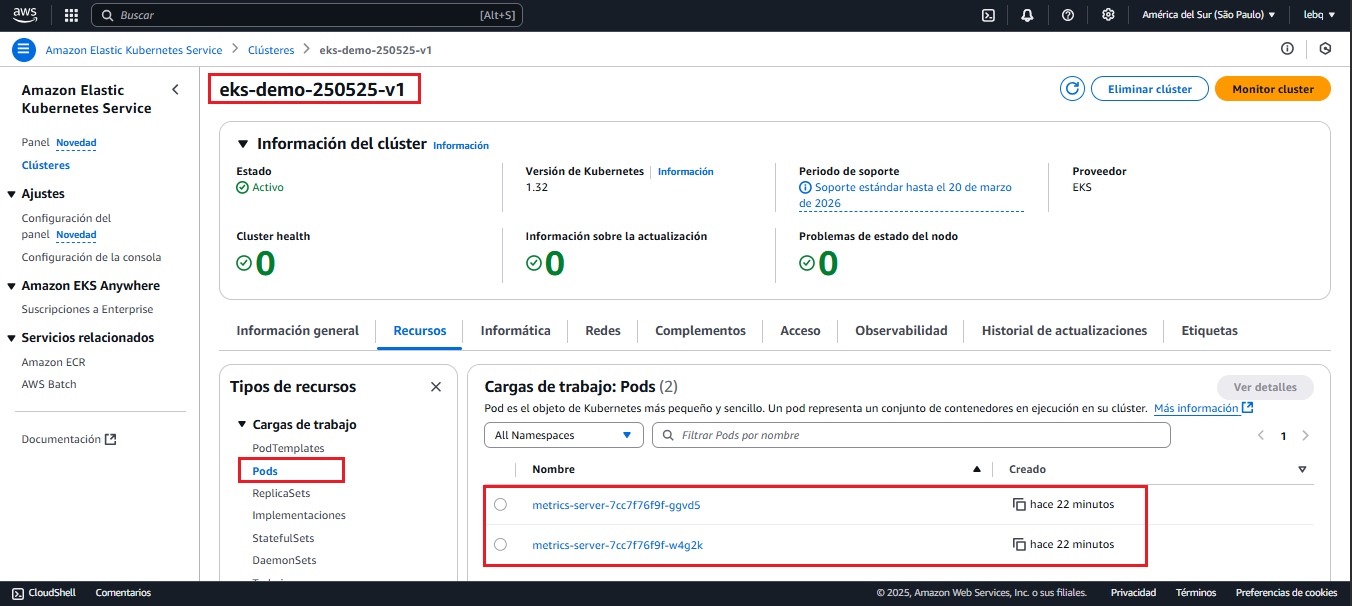 aws
Buscar [Alt+S]
América del Sur (São Paulo) lebq
Amazon Elastic Kubernetes Service Clústeres eks-demo-250525-v1
Amazon Elastic
Kubernetes Service
Panel Novedad
Clústeres
Ajustes
Configuración del
panel Novedad
Configuración de la consola
Amazon EKS Anywhere
Suscripciones a Enterprise
Servicios relacionados
Amazon ECR
AWS Batch
Documentación
eks-demo-250525-v1
Eliminar clúster Monitor cluster
Información del clúster Información
Estado
Activo
Versión de Kubernetes Información
1.32
Periodo de soporte
Soporte estándar hasta el 20 de marzo
de 2026
Proveedor
EKS
Cluster health
0
Información sobre la actualización
0
Problemas de estado del nodo
0
Información general Recursos Informática Redes Complementos Acceso Observabilidad Historial de actualizaciones Etiquetas
Tipos de recursos
Cargas de trabajo
PodTemplates
Pods
ReplicaSets
Implementaciones
StatefulSets
DaemonSets
Cargas de trabajo: Pods (2)
Ver detalles
Pod es el objeto de Kubernetes más pequeño y sencillo. Un pod representa un conjunto de contenedores en ejecución en su clúster. Más información
All Namespaces Filtrar Pods por nombre 1
Nombre Creado
metrics-server-7cc7f76f9f-ggvd5 hace 22 minutos
metrics-server-7cc7f76f9f-w4g2k hace 22 minutos
CloudShell Comentarios © 2025, Amazon Web Services, Inc. o sus filiales. Privacidad Términos Preferencias de cookies